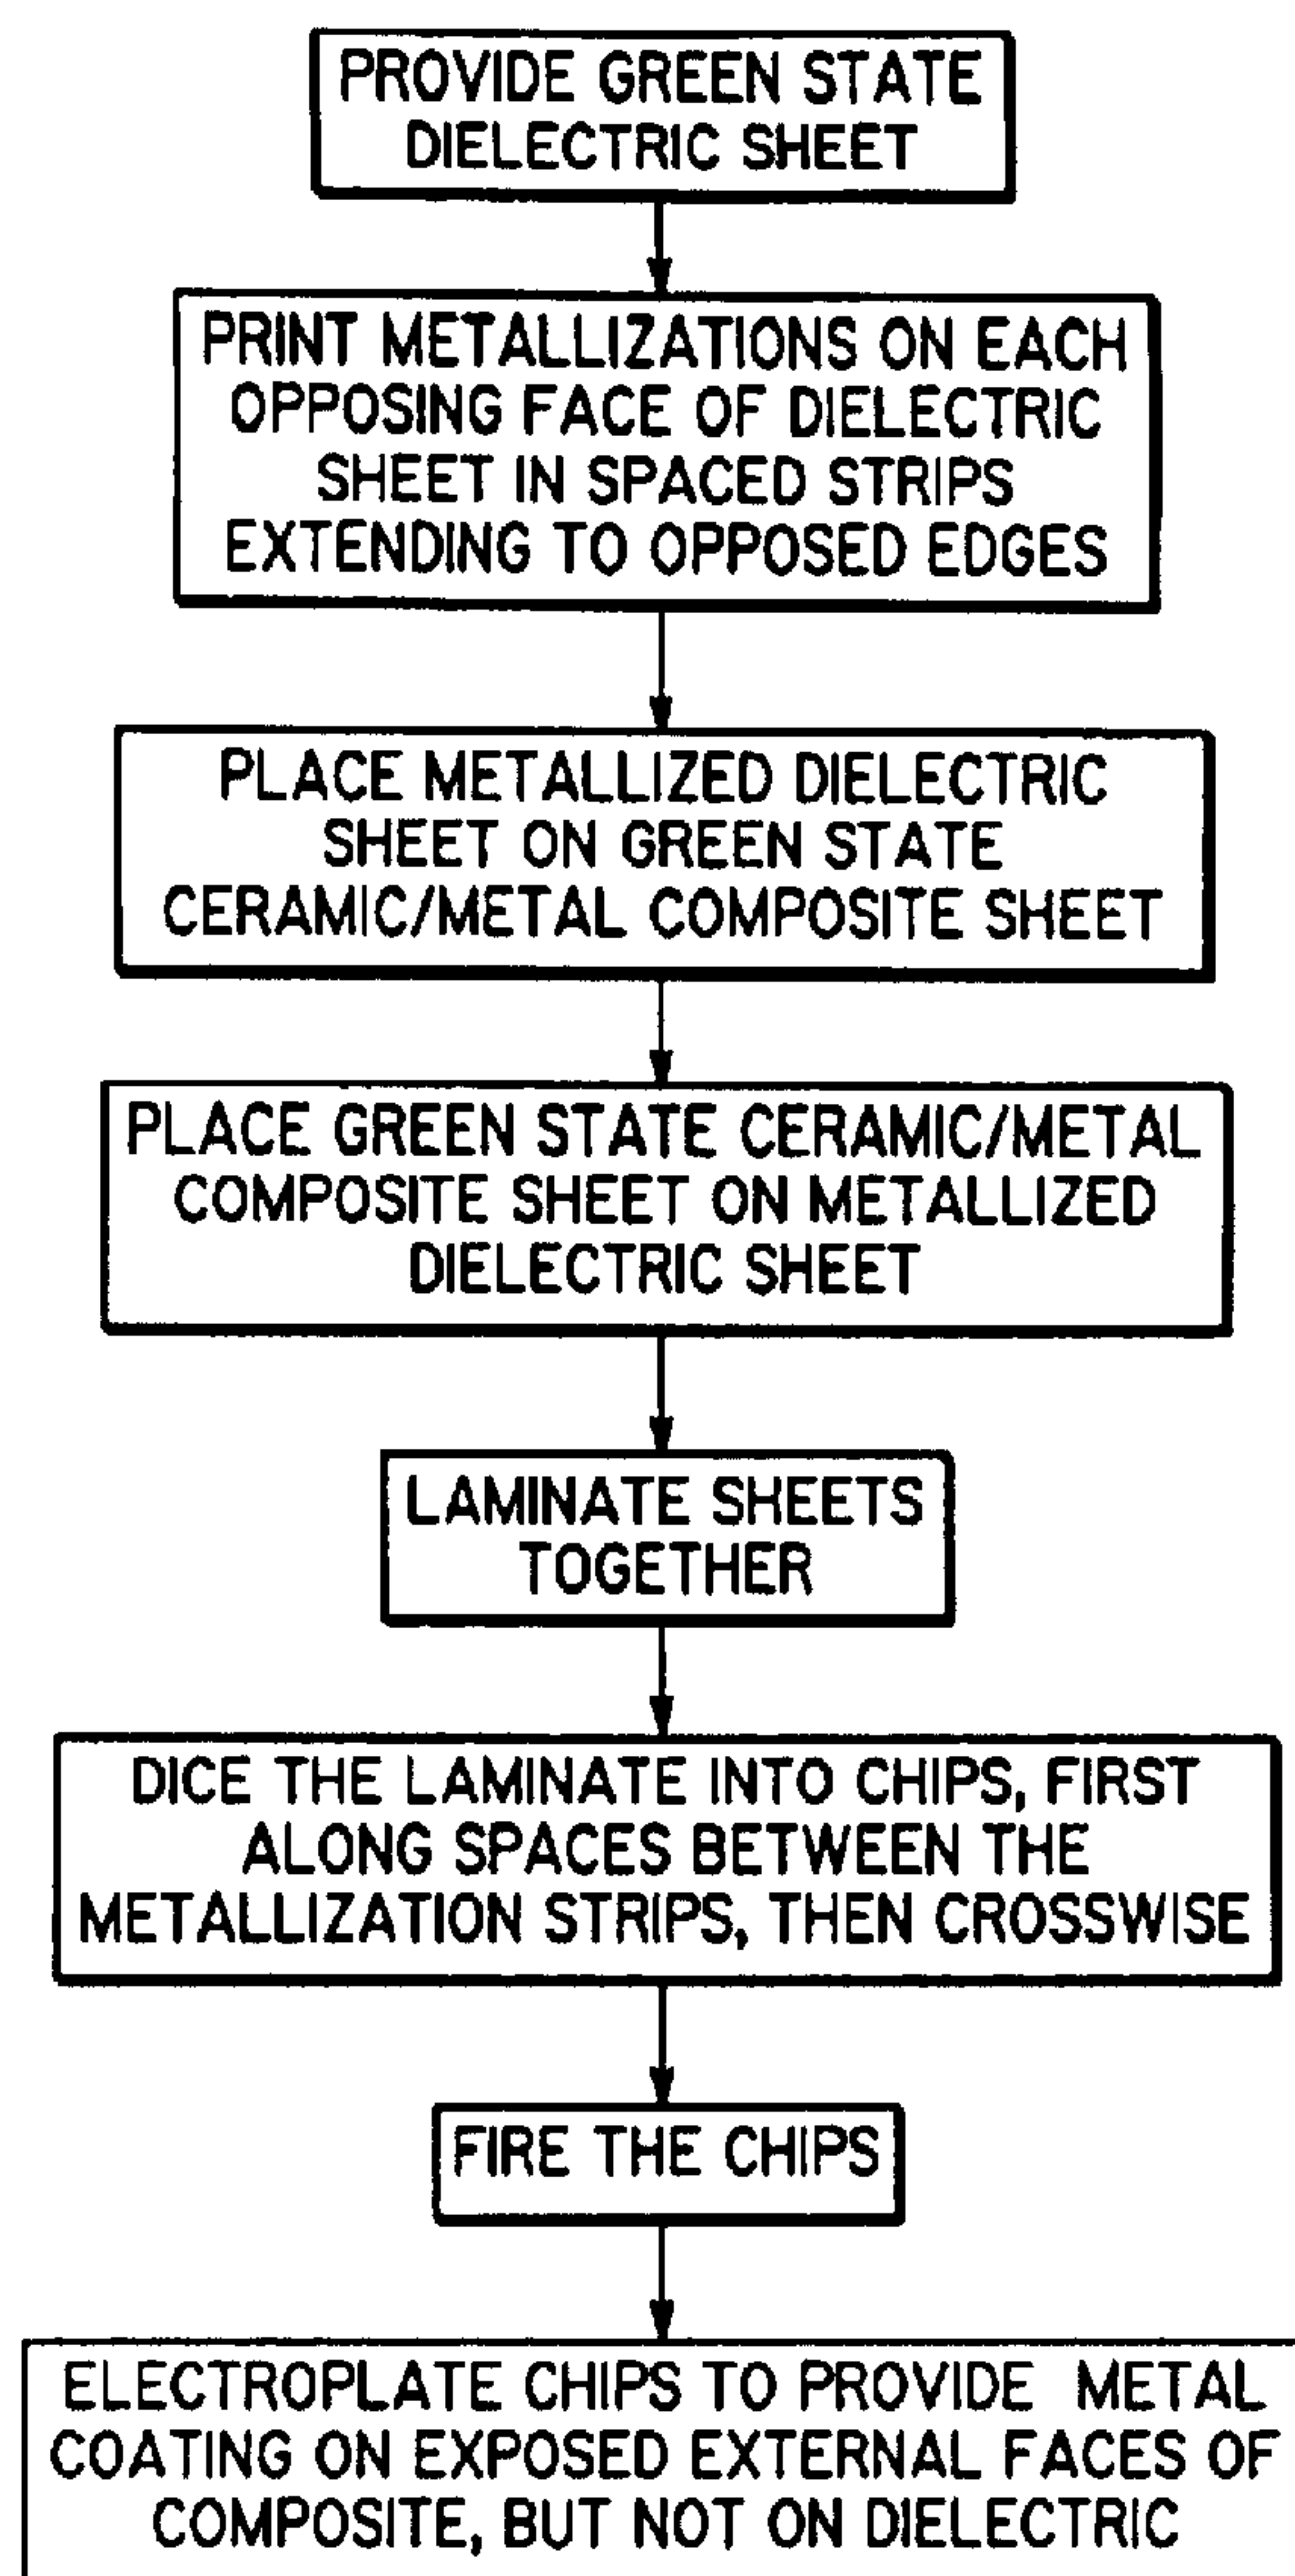 PROVIDE GREEN STATE
DIELECTRIC SHEET
PRINT METALLIZATIONS ON EACH
OPPOSING FACE OF DIELECTRIC
SHEET IN SPACED STRIPS
EXTENDING TO OPPOSED EDGES
PLACE METALLIZED DIELECTRIC
SHEET ON GREEN STATE
CERAMIC/METAL COMPOSITE SHEET
PLACE GREEN STATE CERAMIC/METAL
COMPOSITE SHEET ON METALLIZED
DIELECTRIC SHEET
LAMINATE SHEETS
TOGETHER
DICE THE LAMINATE INTO CHIPS, FIRST
ALONG SPACES BETWEEN THE
METALLIZATION STRIPS, THEN CROSSWISE
FIRE THE CHIPS
ELECTROPLATE CHIPS TO PROVIDE METAL
COATING ON EXPOSED EXTERNAL FACES OF
COMPOSITE, BUT NOT ON DIELECTRIC